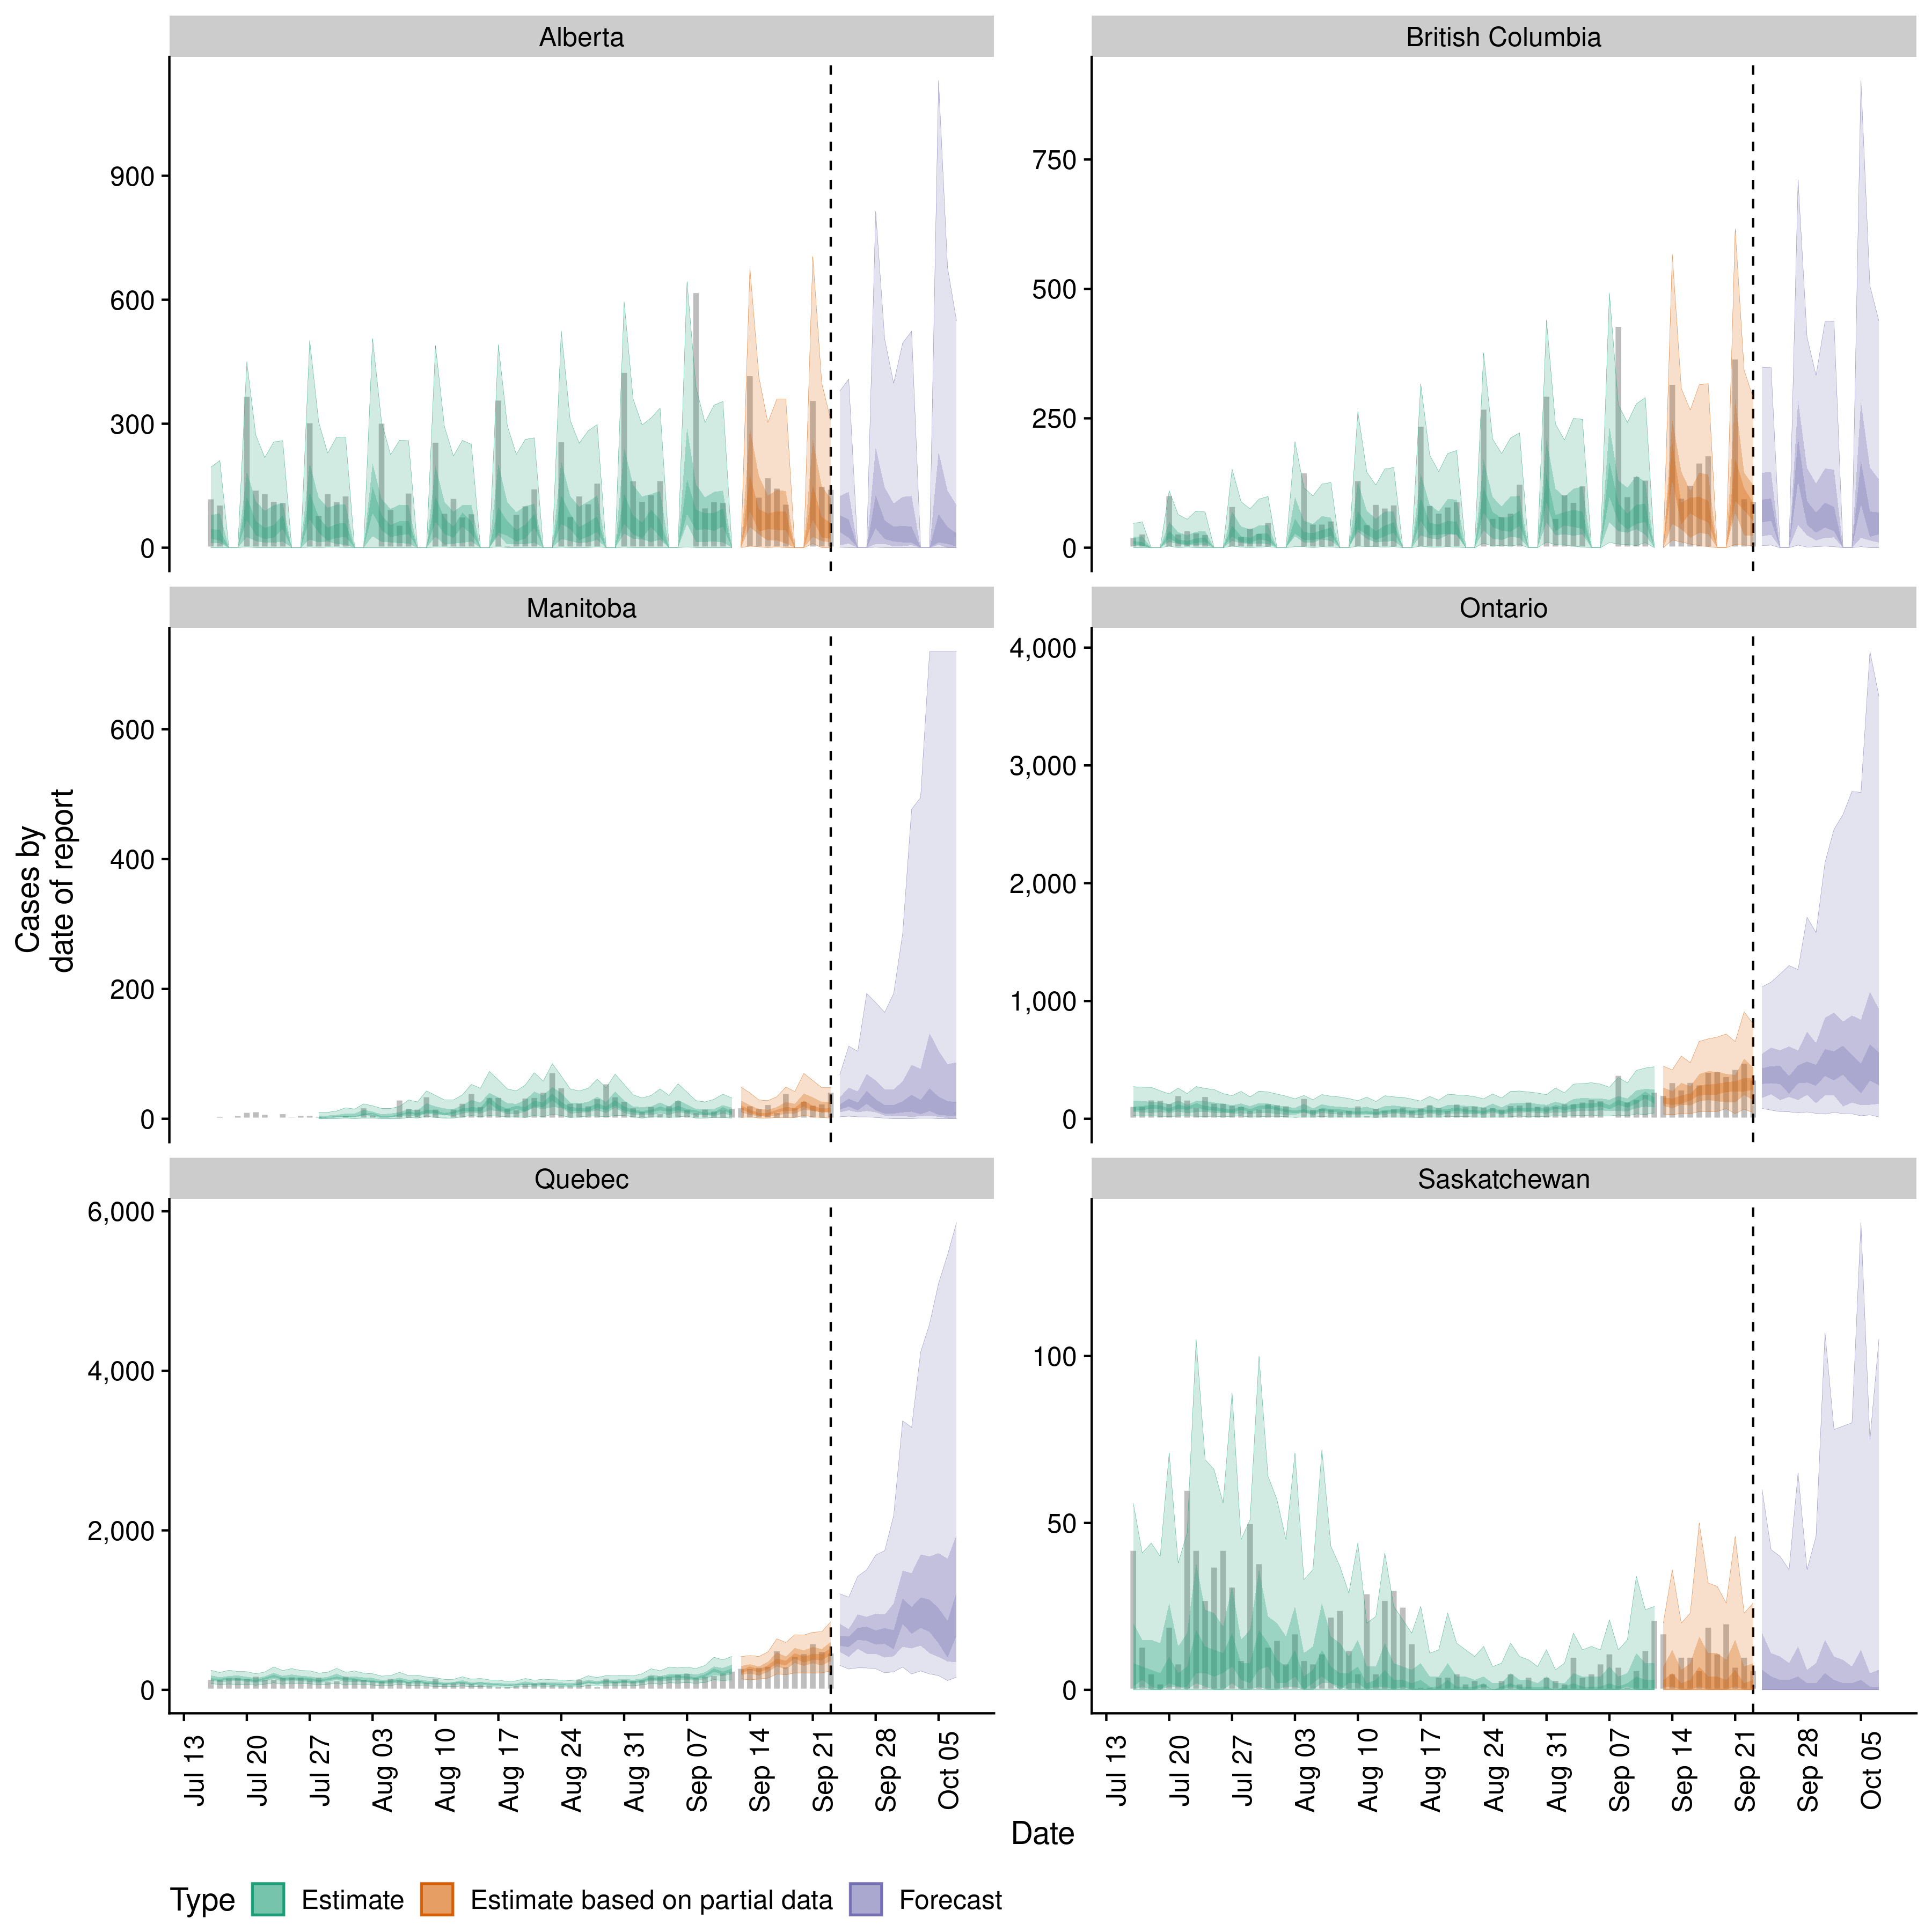 Alberta
British Columbia
900
600
300
0
750
500
250
0
Manitoba
Ontario
600
400
200
0
4,000
3,000
2,000
1,000
0
Cases by
date of report
Quebec
Saskatchewan
6,000
4,000
2,000
0
100
50
0
Jul 13
Jul 20
Jul 27
Aug 03
Aug 10
Aug 17
Aug 24
Aug 31
Sep 07
Sep 14
Sep 21
Sep 28
Oct 05
Jul 13
Jul 20
Jul 27
Aug 03
Aug 10
Aug 17
Aug 24
Aug 31
Sep 07
Sep 14
Sep 21
Sep 28
Oct 05
Date
Type Estimate Estimate based on partial data Forecast